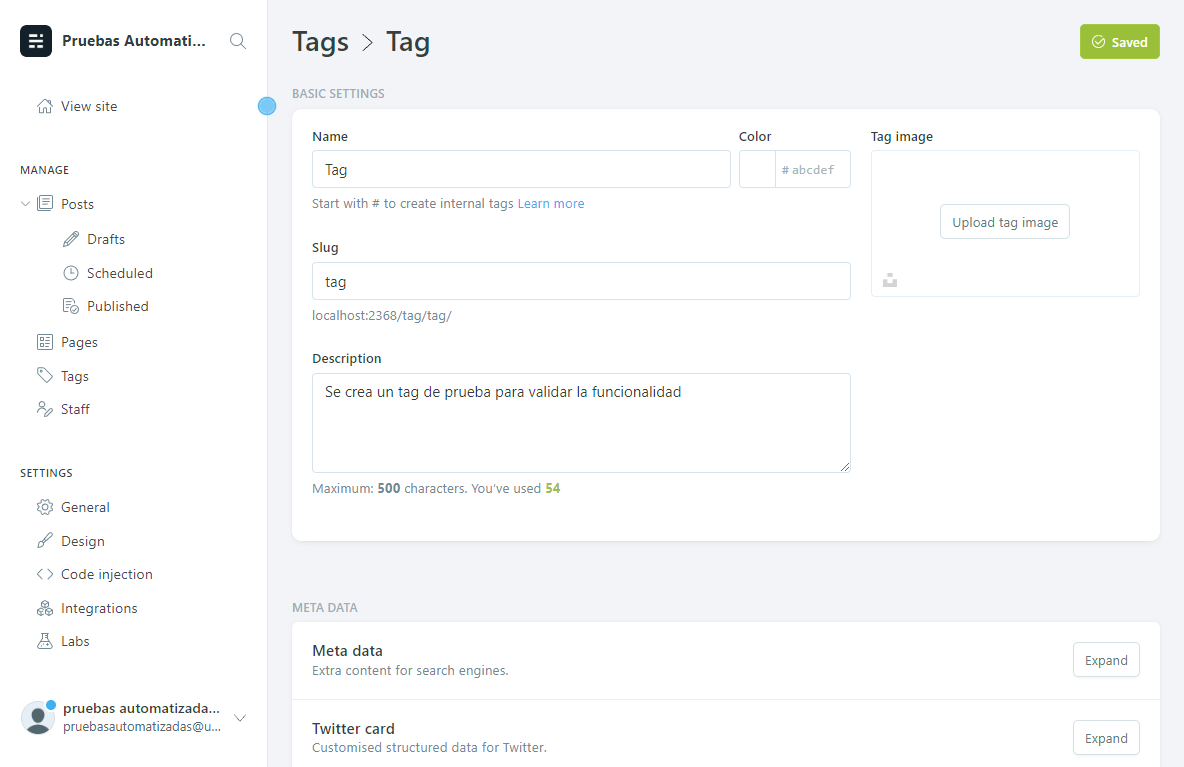 Pruebas Automati...
View site
MANAGE
Posts
Drafts
Scheduled
Published
Pages
Tags
Staff
SETTINGS
General
Design
Code injection
Integrations
Labs
pruebas automatizada...
pruebasautomatizadas@u...
Tags > Tag
Saved
BASIC SETTINGS
Name
Tag
Start with # to create internal tags Learn more
Color
# abcdef
Slug
tag
localhost:2368/tag/tag/
Description
Se crea un tag de prueba para validar la funcionalidad
Maximum: 500 characters. You've used 54
Tag image
Upload tag image
META DATA
Meta data
Extra content for search engines.
Expand
Twitter card
Customised structured data for Twitter.
Expand